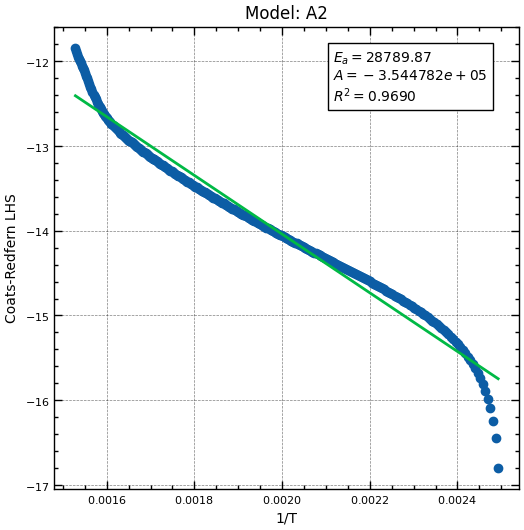 Model: A2
E_a = 28789.87
A = −3.544782e + 05
R^2 = 0.9690
Coats-Redfern LHS
−12
−13
−14
−15
−16
−17
0.0016 0.0018 0.0020 0.0022 0.0024
1/T